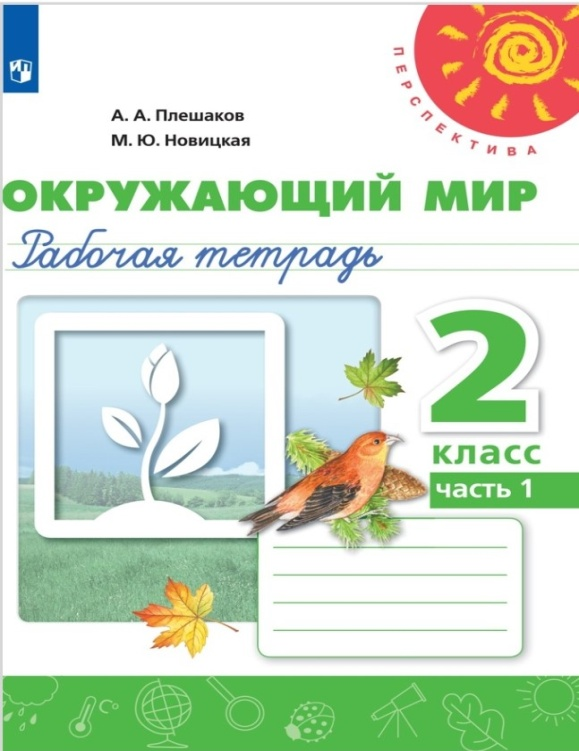 ПЕРСПЕКТИВА
А. А. Плешаков
М. Ю. Новицкая
ОКРУЖАЮЩИЙ МИР
Рабочая тетрадь
2
класс
часть 1
°C